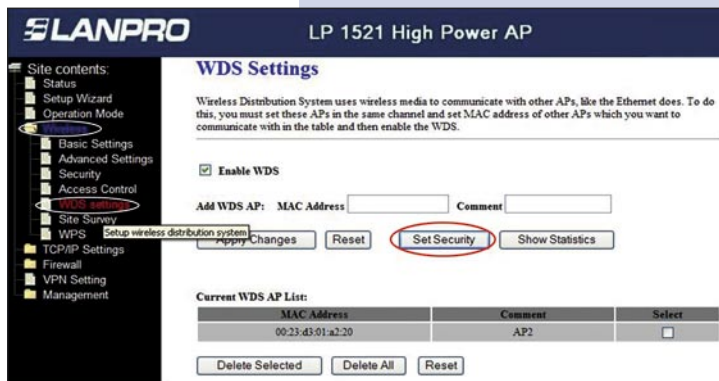 LANPRO
LP 1521 High Power AP
Site contents:
Status
Setup Wizard
Operation Mode
Wireless
Basic Settings
Advanced Settings
Security
Access Control
WDS settings
Site Survey
WPS
Setup wireless distribution system
TCP/IP Settings
Firewall
VPN Setting
Management
WDS Settings
Wireless Distribution System uses wireless media to communicate with other APs, like the Ethernet does. To do
this, you must set these APs in the same channel and set MAC address of other APs which you want to
communicate with in the table and then enable the WDS.
Enable WDS
Add WDS AP: MAC Address Comment
Apply Changes Reset Set Security Show Statistics
Current WDS AP List:
MAC Address Comment Select
00:23:d3:01:a2:20 AP2
Delete Selected Delete All Reset